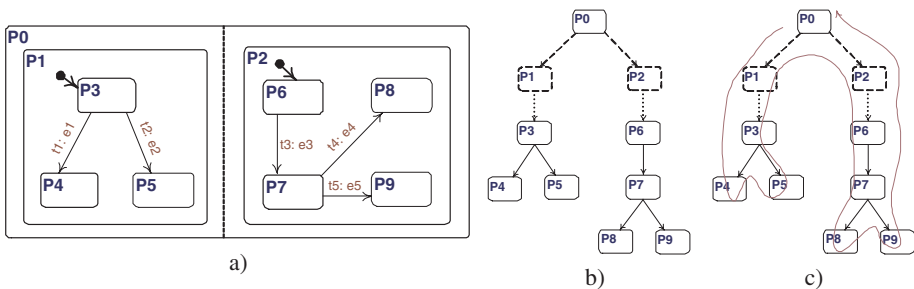 P0
P1
P3
t1: e1
t2: e2
P4
P5
P2
P6
P8
t3: e3
t4: e4
P7
t5: e5
P9
a)
P0
P1
P2
P3
P6
P4
P5
P7
P8
P9
b)
P0
P1
P2
P3
P6
P4
P5
P7
P8
P9
c)